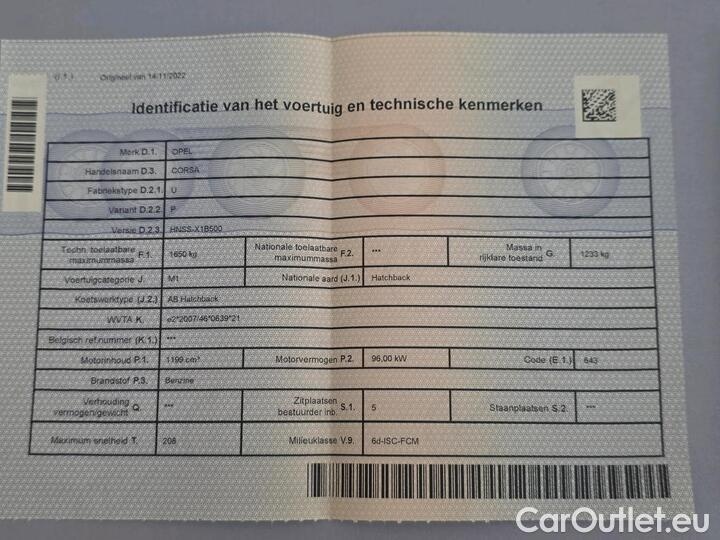 (I.1.) Origineel van 14/11/2022
Identificatie van het voertuig en technische kenmerken
Merk D.1. OPEL
Handelsnaam D.3. CORSA
Fabriekstype D.2.1. U
Variant D.2.2. P
Versie D.2.3. HNSS-X1B500
Techn. toelaatbare maximummassa F.1. 1650 kg Nationale toelaatbare maximummassa F.2. *** Massa in rijklare toestand G. 1233 kg
Voertuigcategorie J. M1 Nationale aard (J.1.) Hatchback
Koetswerktype (J.2.) AB Hatchback
WVTA K. e2*2007/46*0639*21
Belgisch ref.nummer (K.1.) ***
Motorinhoud P.1. 1199 cm³ Motorvermogen P.2. 96,00 kW Code (E.1.) 643
Brandstof P.3. Benzine
Verhouding vermogen/gewicht Q. *** Zitplaatsen bestuurder inb. S.1. 5 Staanplaatsen S.2. ***
Maximum snelheid T. 208 Milieuklasse V.9. 6d-ISC-FCM
CarOutlet.eu